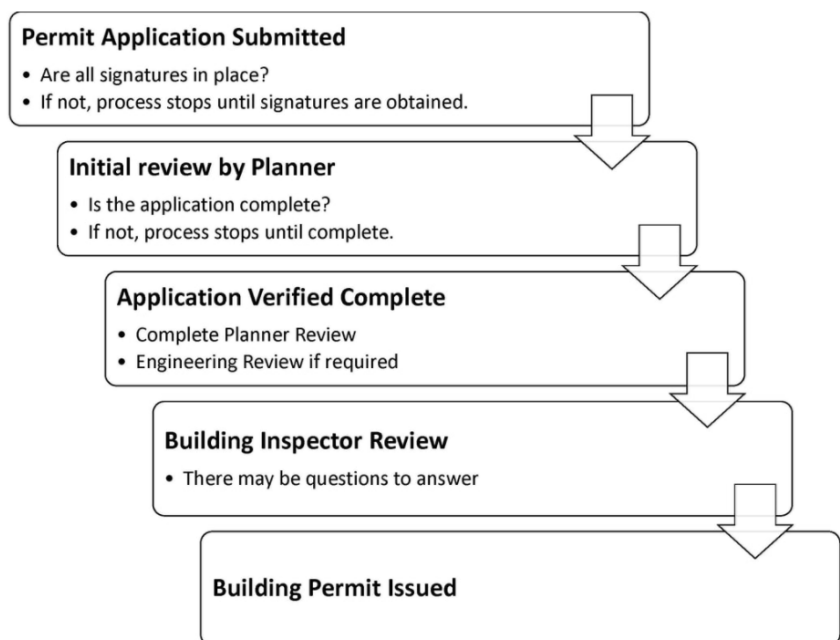 Permit Application Submitted
• Are all signatures in place?
• If not, process stops until signatures are obtained.
Initial review by Planner
• Is the application complete?
• If not, process stops until complete.
Application Verified Complete
• Complete Planner Review
• Engineering Review if required
Building Inspector Review
• There may be questions to answer
Building Permit Issued